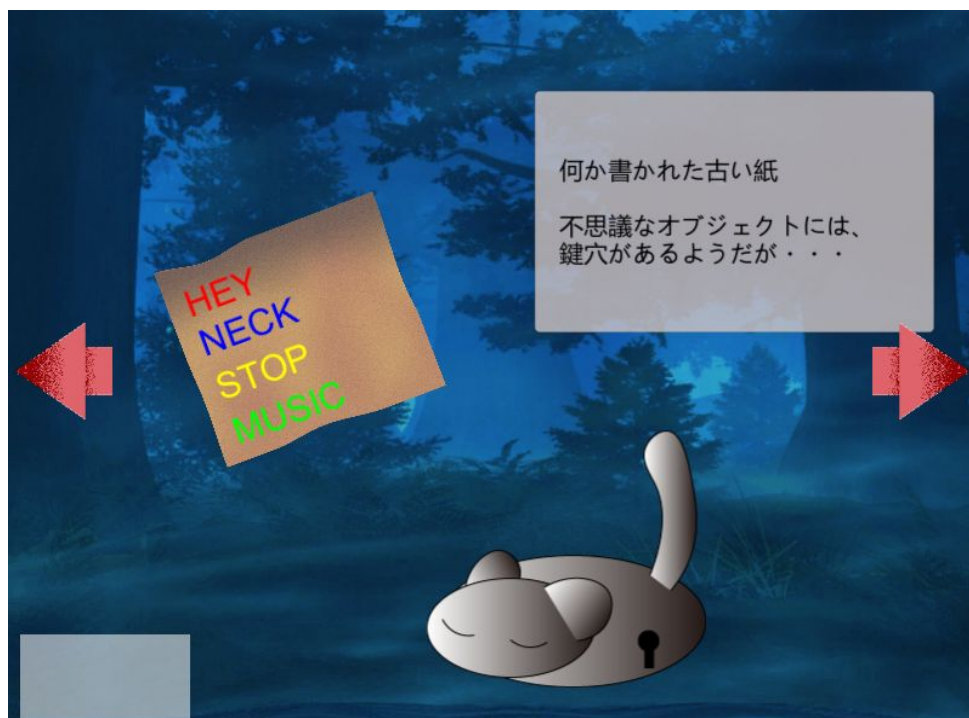 何か書かれた古い紙
不思議なオブジェクトには、
鍵穴があるようだが・・・
HEY
NECK
STOP
MUSIC